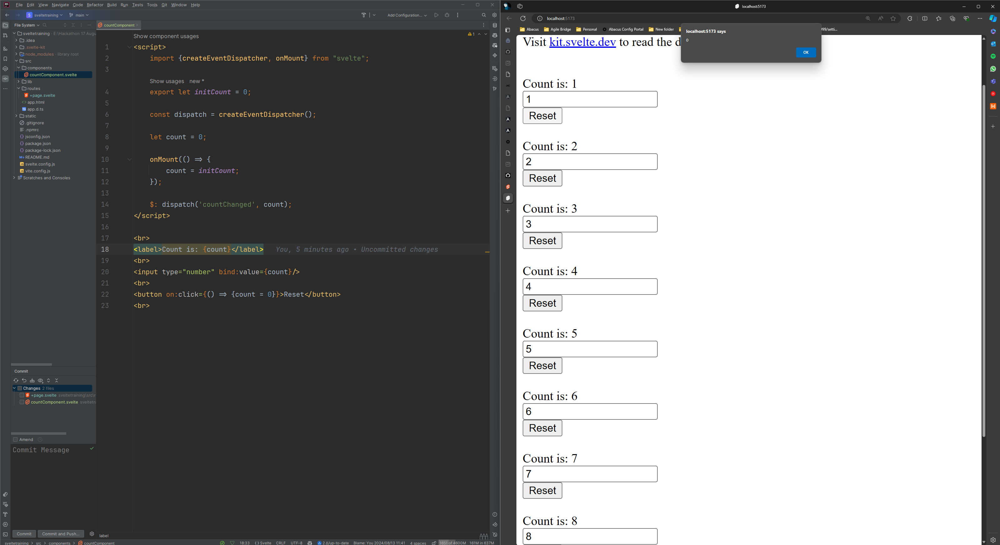 RD File Edit View Navigate Code Refactor Build Run Tests Tools Git Window Help
S sveltetraining main Add Configuration...
File System
sveltetraining E:\Hackathon 17 Augu
.idea
.svelte-kit
node_modules library root
src
components
countComponent.svelte
lib
routes
+page.svelte
app.html
app.d.ts
static
.gitignore
.npmrc
jsconfig.json
package.json
package-lock.json
README.md
svelte.config.js
vite.config.js
Scratches and Consoles
Commit
Changes 2 files
+page.svelte sveltetraining\src\r
countComponent.svelte sveltetra
Amend
Commit Message
Commit Commit and Push...
countComponent
1
Show component usages
1 <script>
2 import {createEventDispatcher, onMount} from "svelte";
3
Show usages new *
4 export let initCount = 0;
5
6 const dispatch = createEventDispatcher();
7
8 let count = 0;
9
10 onMount(() => {
11 count = initCount;
12 });
13
14 $: dispatch('countChanged', count);
15 </script>
16
17 <br>
18 <label>Count is: {count}</label> You, 5 minutes ago • Uncommitted changes
19 <br>
20 <input type="number" bind:value={count}/>
21 <br>
22 <button on:click={() => {count = 0}}>Reset</button>
23 <br>
label
sveltetraining > src > components > countComponent 18:33 {} Svelte CRLF UTF-8 2 Δ/up-to-date Blame: You 2024/08/13 11:41 4 spaces 1651 of 4600M 161M in 637M
localhost:5173
localhost:5173
Abacus Agile Bridge Personal Abacus Config Portal New folder 99/setti...
localhost:5173 says
0
OK
Visit kit.svelte.dev to read the d
Count is: 1
1
Reset
Count is: 2
2
Reset
Count is: 3
3
Reset
Count is: 4
4
Reset
Count is: 5
5
Reset
Count is: 6
6
Reset
Count is: 7
7
Reset
Count is: 8
8